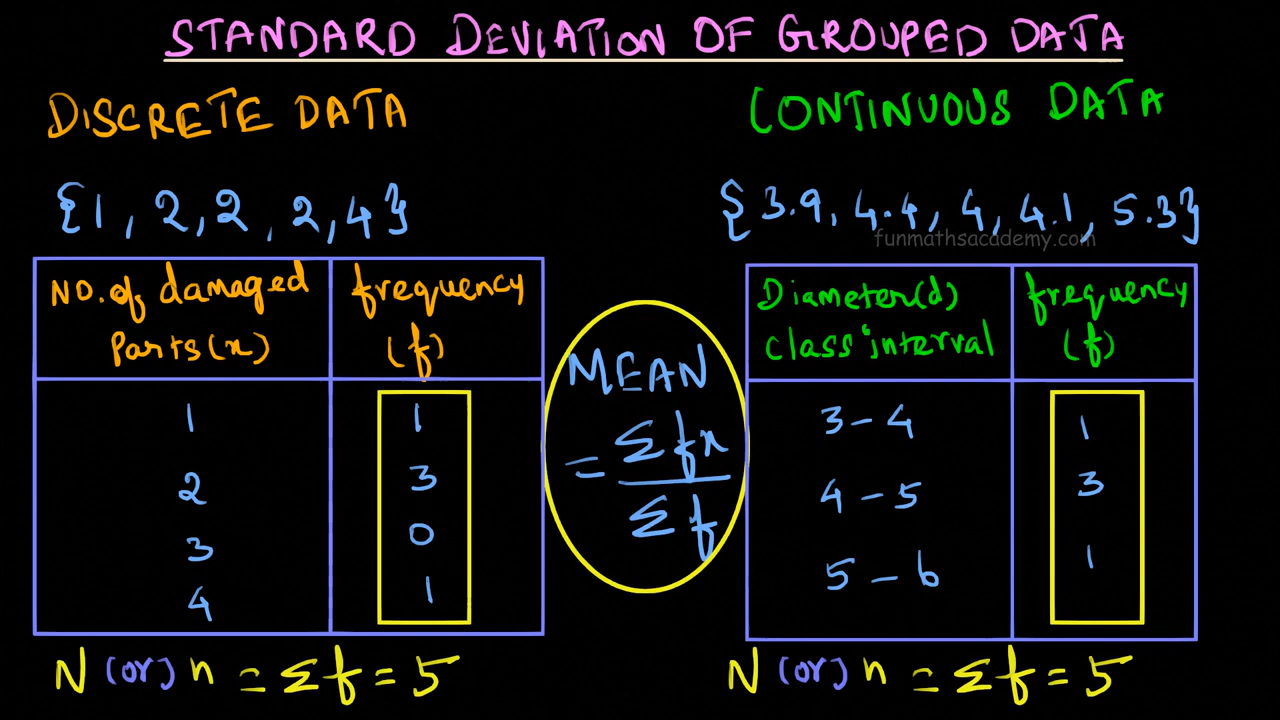 STANDARD DEVIATION OF GROUPED DATA
DISCRETE DATA
{1, 2, 2, 2, 4}
NO. of damaged
Parts (x)
frequency
(f)
1 1
2 3
3 0
4 1
N (or) n = Σf = 5
MEAN
= Σfx
Σf
CONTINUOUS DATA
{3.9, 4.4, 4, 4.1, 5.3}
funmathsacademy.com
Diameter(d)
class interval
frequency
(f)
3 - 4 1
4 - 5 3
5 - 6 1
N (or) n = Σf = 5